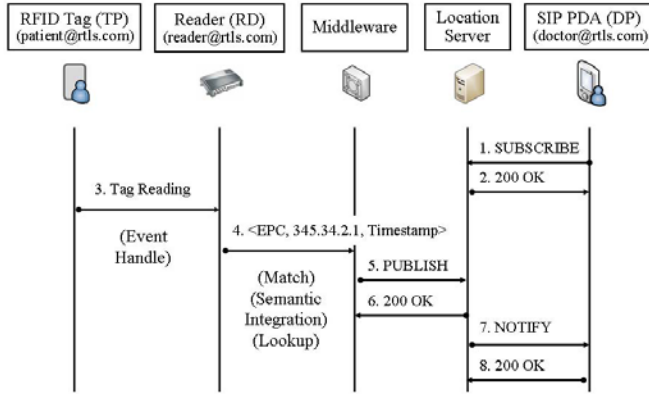 RFID Tag (TP)
(patient@rtls.com)
Reader (RD)
(reader@rtls.com)
Middleware
Location
Server
SIP PDA (DP)
(doctor@rtls.com)
1. SUBSCRIBE
2. 200 OK
3. Tag Reading
(Event
Handle)
4. <EPC, 345.34.2.1, Timestamp>
(Match)
(Semantic
Integration)
(Lookup)
5. PUBLISH
6. 200 OK
7. NOTIFY
8. 200 OK